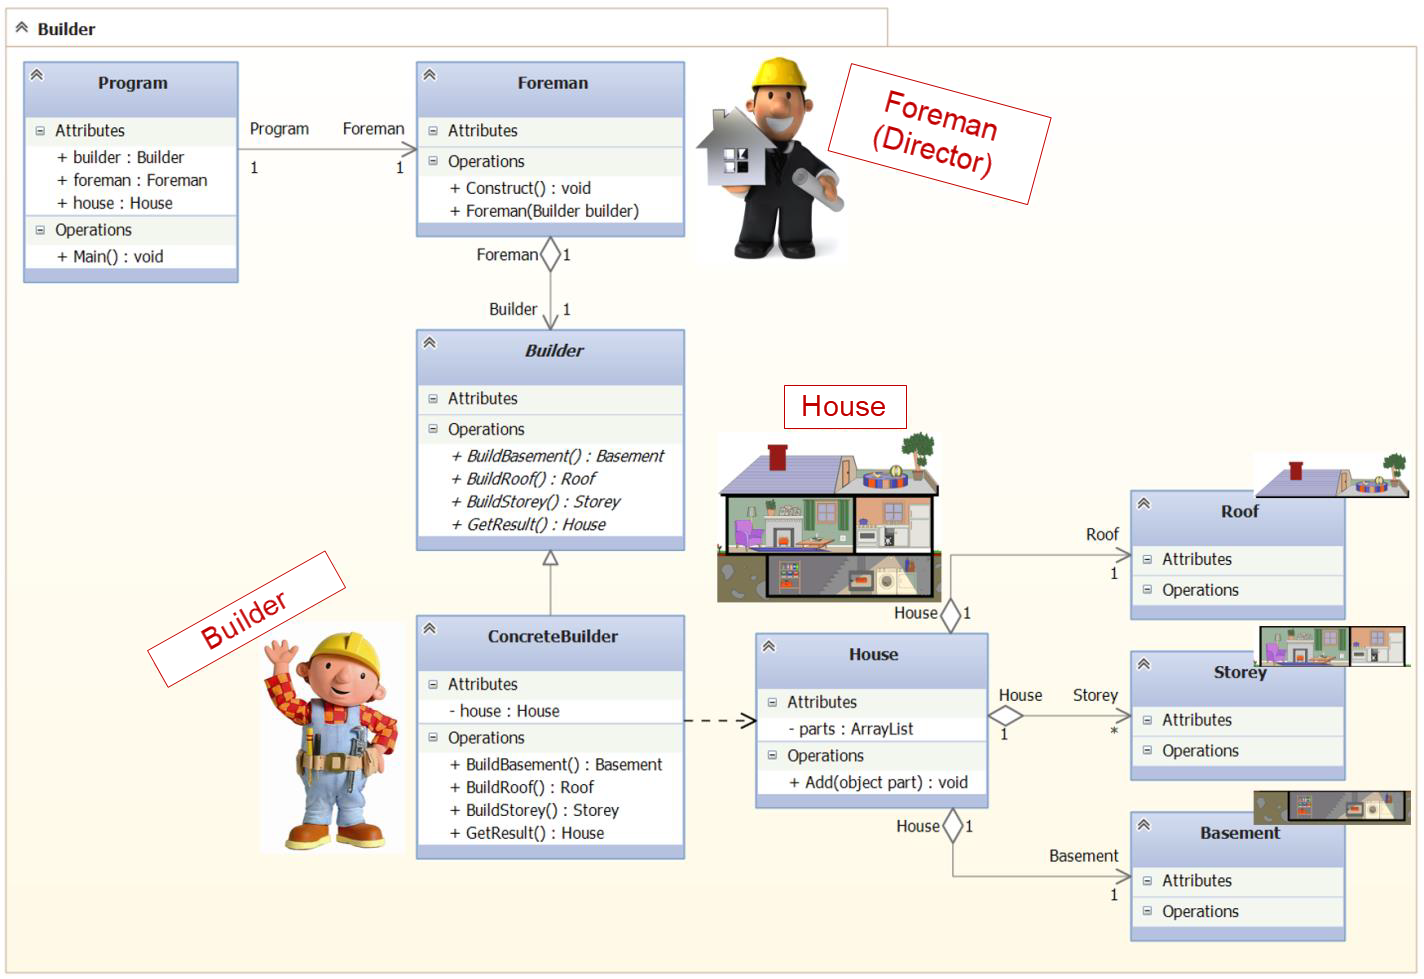 Builder
Program
Attributes
+ builder : Builder
+ foreman : Foreman
+ house : House
Operations
+ Main() : void
Program
1
Foreman
1
Foreman
Attributes
Operations
+ Construct() : void
+ Foreman(Builder builder)
Foreman
(Director)
Foreman
1
Builder
1
Builder
Attributes
Operations
+ BuildBasement() : Basement
+ BuildRoof() : Roof
+ BuildStorey() : Storey
+ GetResult() : House
Builder
ConcreteBuilder
Attributes
- house : House
Operations
+ BuildBasement() : Basement
+ BuildRoof() : Roof
+ BuildStorey() : Storey
+ GetResult() : House
House
House
1
Roof
1
House
Attributes
- parts : ArrayList
Operations
+ Add(object part) : void
House
1
Storey
*
House
1
Basement
1
Roof
Attributes
Operations
Storey
Attributes
Operations
Basement
Attributes
Operations